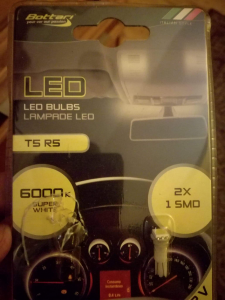 Bottari
LED
LED BULBS
LAMPADE LED
T5 R5
6000K
SUPER
WHITE
2X
1 SMD